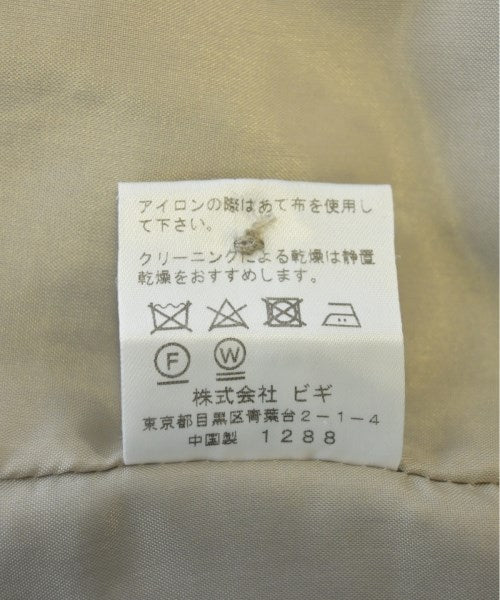 アイロンの際はあて布を使用し
て下さい。
クリーニングによる乾燥は静置
乾燥をおすすめします。
F W
株式会社 ビギ
東京都目黒区青葉台2-1-4
中国製 1288